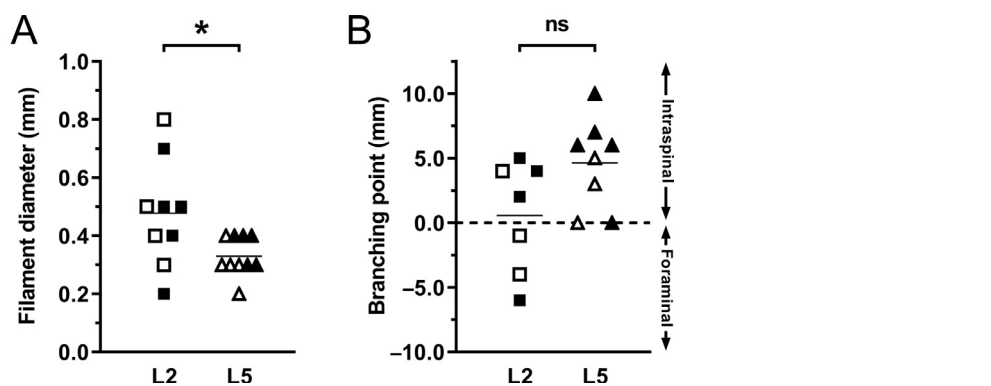 A
*
Filament diameter (mm)
1.0
0.8
0.6
0.4
0.2
0.0
L2 L5
B
ns
Branching point (mm)
10.0
5.0
0.0
–5.0
–10.0
L2 L5
Intraspinal
Foraminal